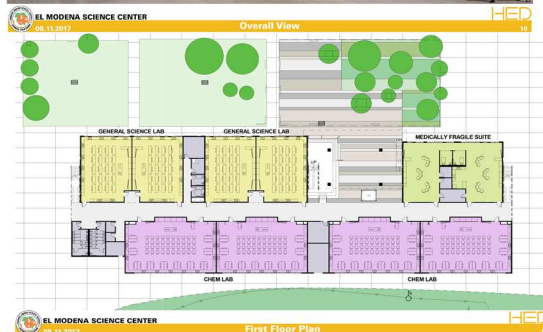 EL MODENA SCIENCE CENTER
08.11.2017
Overall View
HED
10
GENERAL SCIENCE LAB
GENERAL SCIENCE LAB
MEDICALLY FRAGILE SUITE
CHEM LAB
CHEM LAB
EL MODENA SCIENCE CENTER
08.11.2017
First Floor Plan
HED